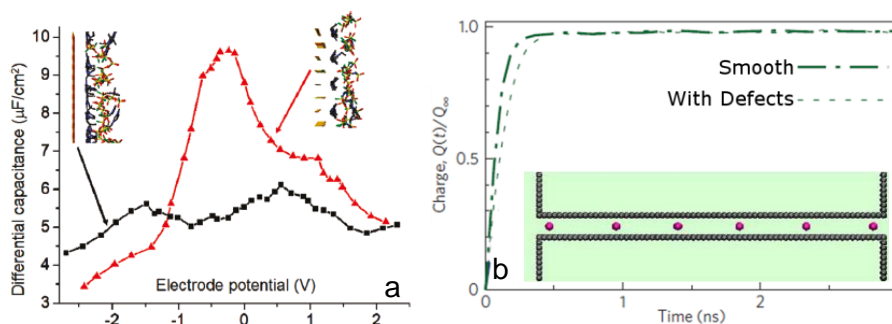 Differential capacitance (µF/cm²)
10
9
8
7
6
5
4
3
-2
-1
0
1
2
Electrode potential (V)
a
Charge, Q(t)/Q∞
1.0
0.5
0
0
1
2
Time (ns)
Smooth
With Defects
b